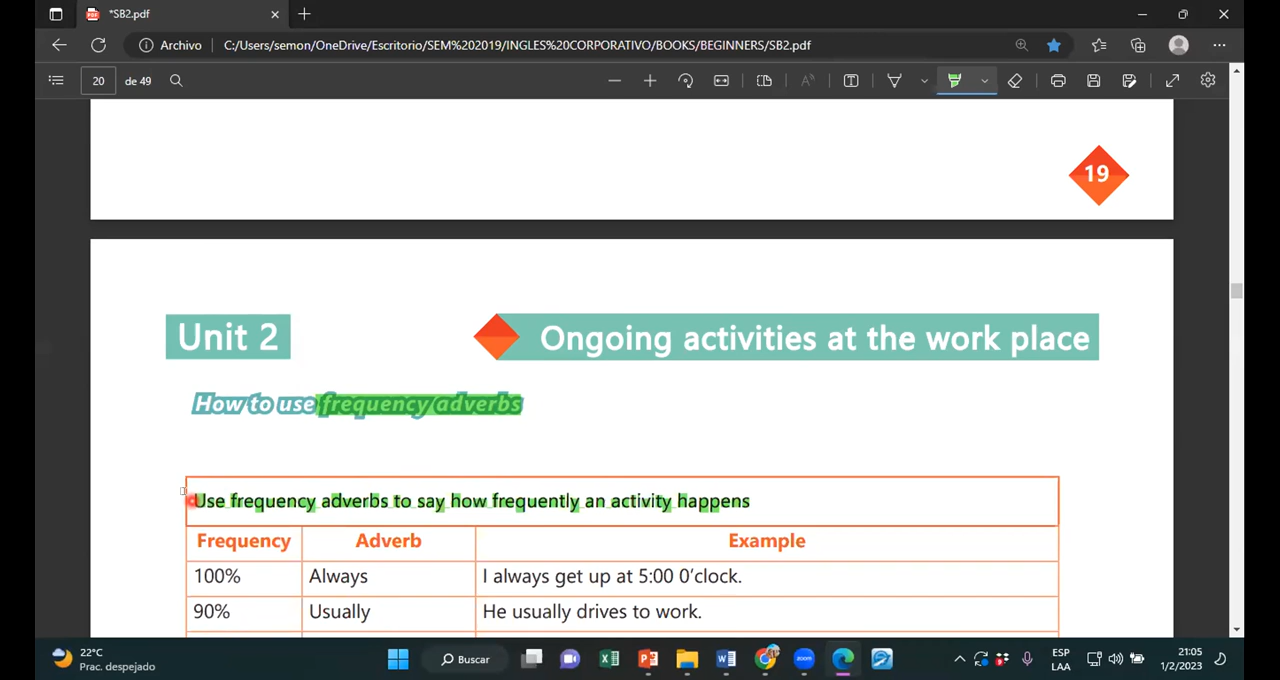 *SB2.pdf
Archivo C:/Users/semon/OneDrive/Escritorio/SEM%202019/INGLES%20CORPORATIVO/BOOKS/BEGINNERS/SB2.pdf
20 de 49
19
Unit 2 Ongoing activities at the work place
How to use frequency adverbs
Use frequency adverbs to say how frequently an activity happens
Frequency Adverb Example
100% Always I always get up at 5:00 0’clock.
90% Usually He usually drives to work.
22°C
Prac. despejado
Buscar
zoom
ESP
LAA
21:05
1/2/2023